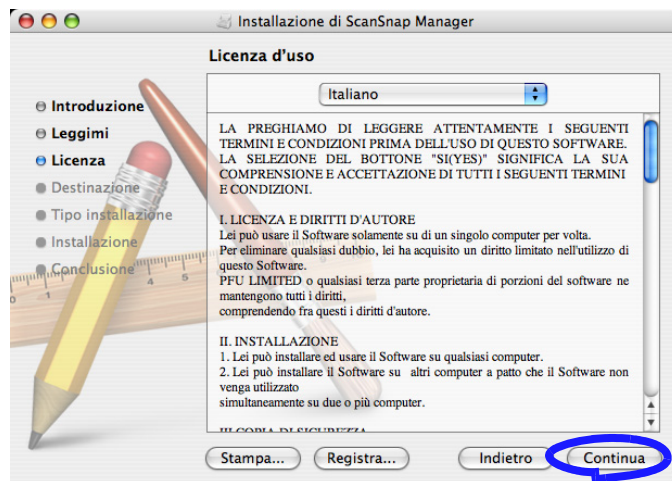 Installazione di ScanSnap Manager
Licenza d'uso
Introduzione
Leggimi
Licenza
Destinazione
Tipo installazione
Installazione
Conclusione
Italiano
LA PREGHIAMO DI LEGGERE ATTENTAMENTE I SEGUENTI
TERMINI E CONDIZIONI PRIMA DELL'USO DI QUESTO SOFTWARE.
LA SELEZIONE DEL BOTTONE "SI(YES)" SIGNIFICA LA SUA
COMPRENSIONE E ACCETTAZIONE DI TUTTI I SEGUENTI TERMINI
E CONDIZIONI.
I. LICENZA E DIRITTI D'AUTORE
Lei può usare il Software solamente su di un singolo computer per volta.
Per eliminare qualsiasi dubbio, lei ha acquisito un diritto limitato nell'utilizzo di
questo Software.
PFU LIMITED o qualsiasi terza parte proprietaria di porzioni del software ne
mantengono tutti i diritti,
comprendendo fra questi i diritti d'autore.
II. INSTALLAZIONE
1. Lei può installare ed usare il Software su qualsiasi computer.
2. Lei può installare il Software su altri computer a patto che il Software non
venga utilizzato
simultaneamente su due o più computer.
III COPIA DI SICUREZZA
Stampa...
Registra...
Indietro
Continua